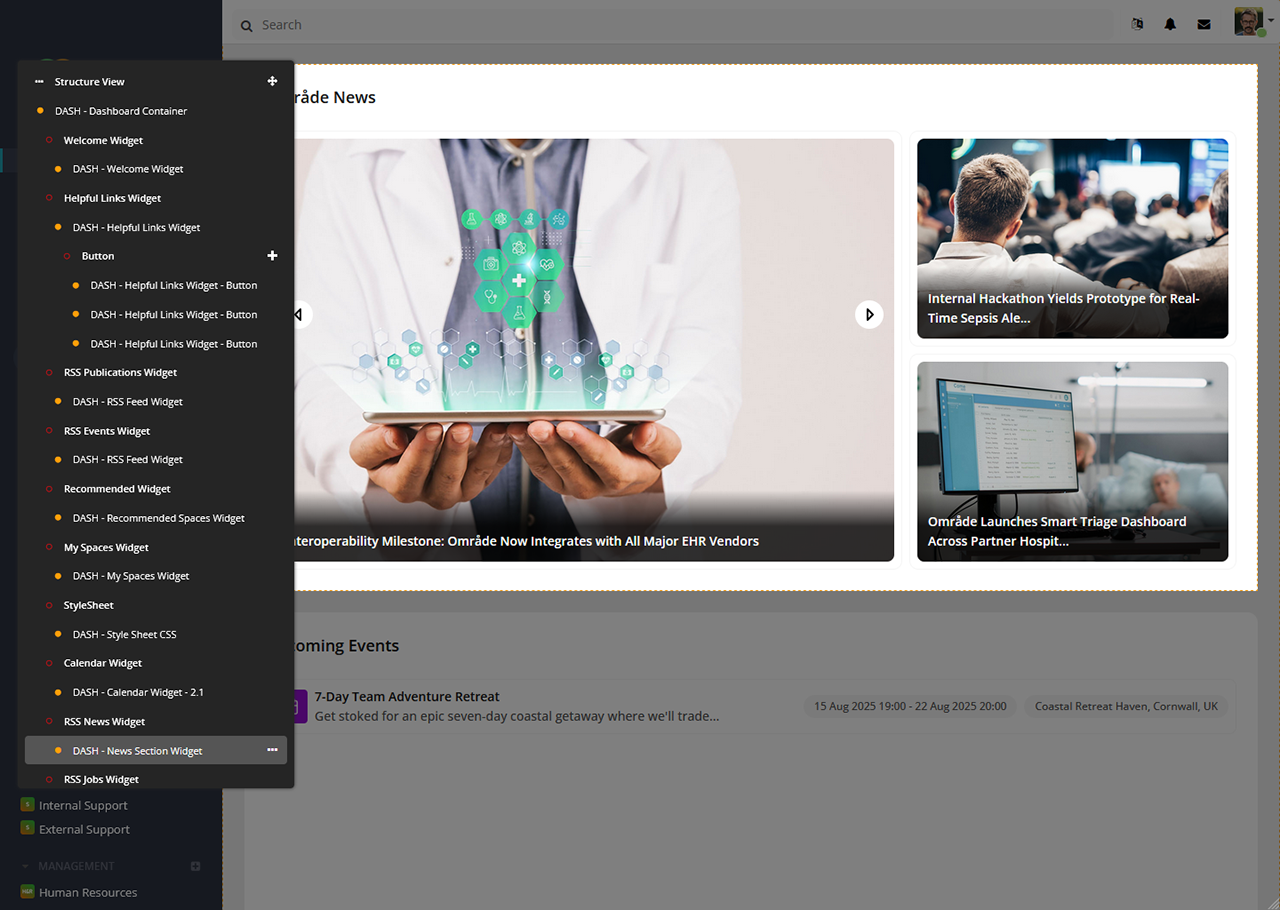 Search
Structure View
DASH - Dashboard Container
Welcome Widget
DASH - Welcome Widget
Helpful Links Widget
DASH - Helpful Links Widget
Button
DASH - Helpful Links Widget - Button
DASH - Helpful Links Widget - Button
DASH - Helpful Links Widget - Button
RSS Publications Widget
DASH - RSS Feed Widget
RSS Events Widget
DASH - RSS Feed Widget
Recommended Widget
DASH - Recommended Spaces Widget
My Spaces Widget
DASH - My Spaces Widget
StyleSheet
DASH - Style Sheet CSS
Calendar Widget
DASH - Calendar Widget - 2.1
RSS News Widget
DASH - News Section Widget
RSS Jobs Widget
Internal Support
External Support
MANAGEMENT
Human Resources
råde News
nteroperability Milestone: Område Now Integrates with All Major EHR Vendors
Internal Hackathon Yields Prototype for Real-
Time Sepsis Ale...
Område Launches Smart Triage Dashboard
Across Partner Hospit...
oming Events
7-Day Team Adventure Retreat
Get stoked for an epic seven-day coastal getaway where we'll trade...
15 Aug 2025 19:00 - 22 Aug 2025 20:00
Coastal Retreat Haven, Cornwall, UK